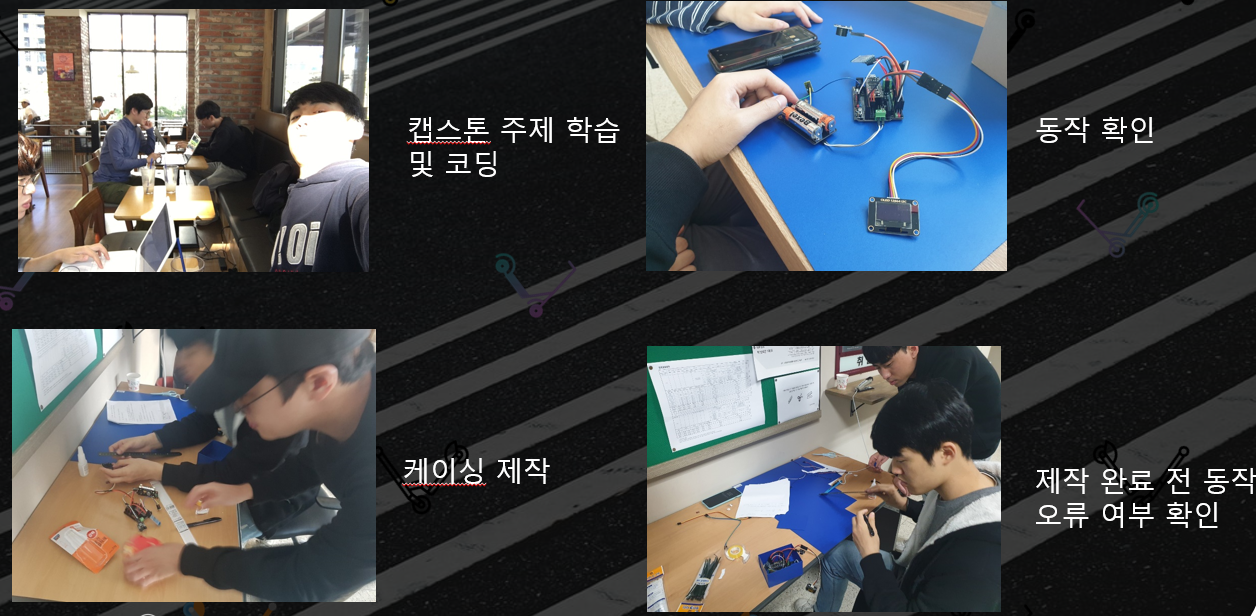 캡스톤 주제 학습
및 코딩
동작 확인
케이싱 제작
제작 완료 전 동작
오류 여부 확인